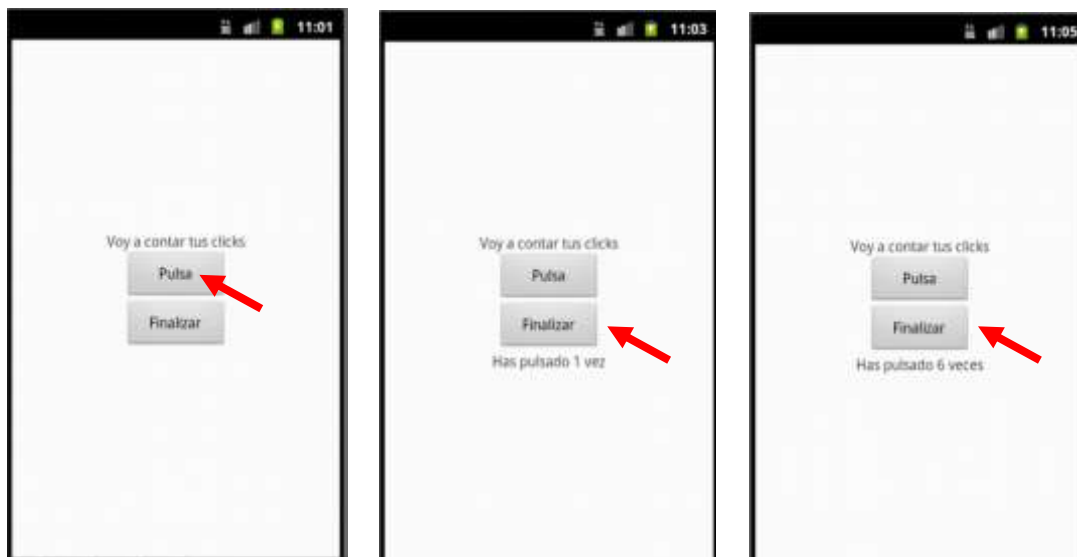 11:01
Voy a contar tus clicks
Pulsa
Finalizar
11:03
Voy a contar tus clicks
Pulsa
Finalizar
Has pulsado 1 vez
11:05
Voy a contar tus clicks
Pulsa
Finalizar
Has pulsado 6 veces